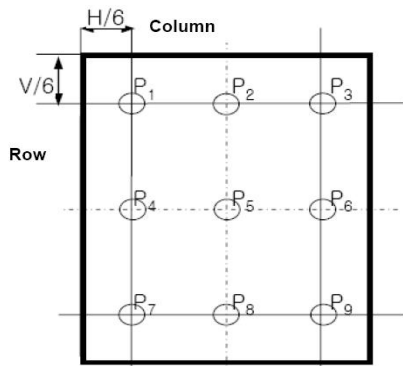 H/6
Column
V/6
P1 P2 P3
Row
P4 P5 P6
P7 P8 P9